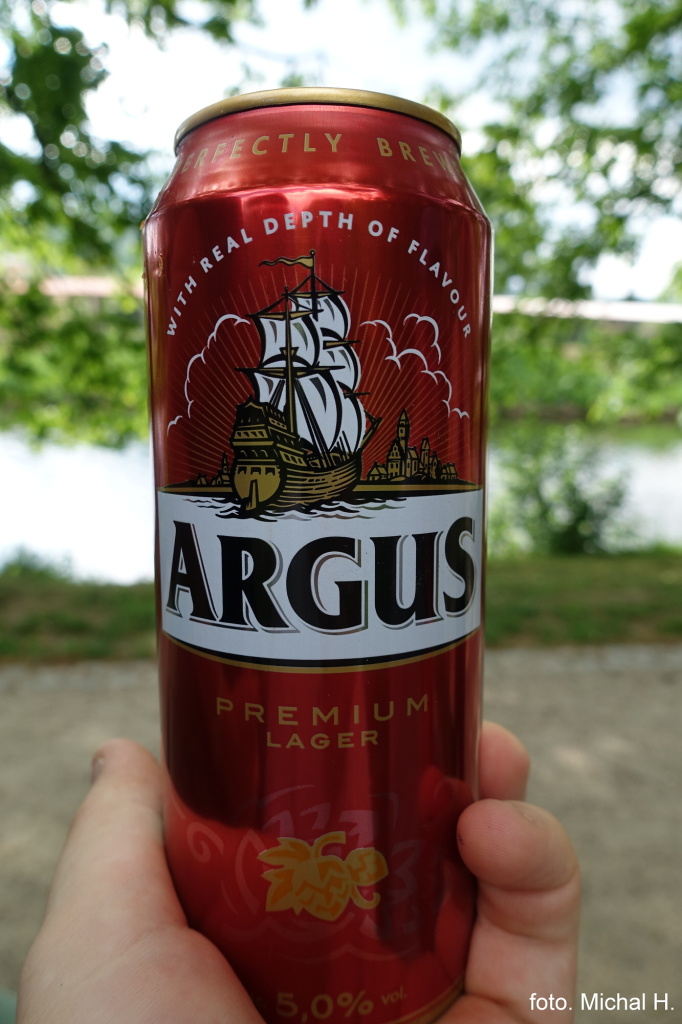 ERFECTLY BREW
WITH REAL DEPTH OF FLAVOUR
ARGUS
PREMIUM
LAGER
5,0% vol.
foto. Michal H.